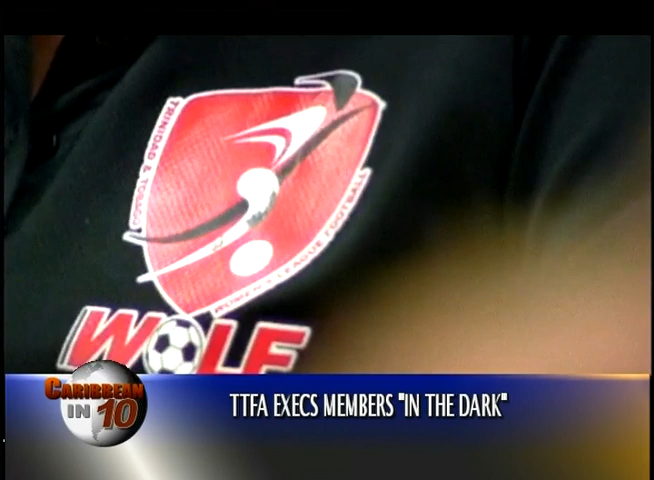 TRINIDAD & TOBAGO
WOMEN'S LEAGUE FOOTBALL
WOLF
CARIBBEAN
IN 10
TTFA EXECS MEMBERS "IN THE DARK"